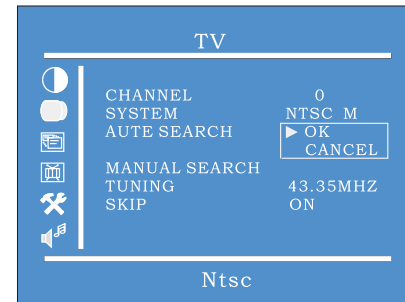 TV
CHANNEL 0
SYSTEM NTSC M
AUTE SEARCH OK
CANCEL
MANUAL SEARCH
TUNING 43.35MHZ
SKIP ON
Ntsc